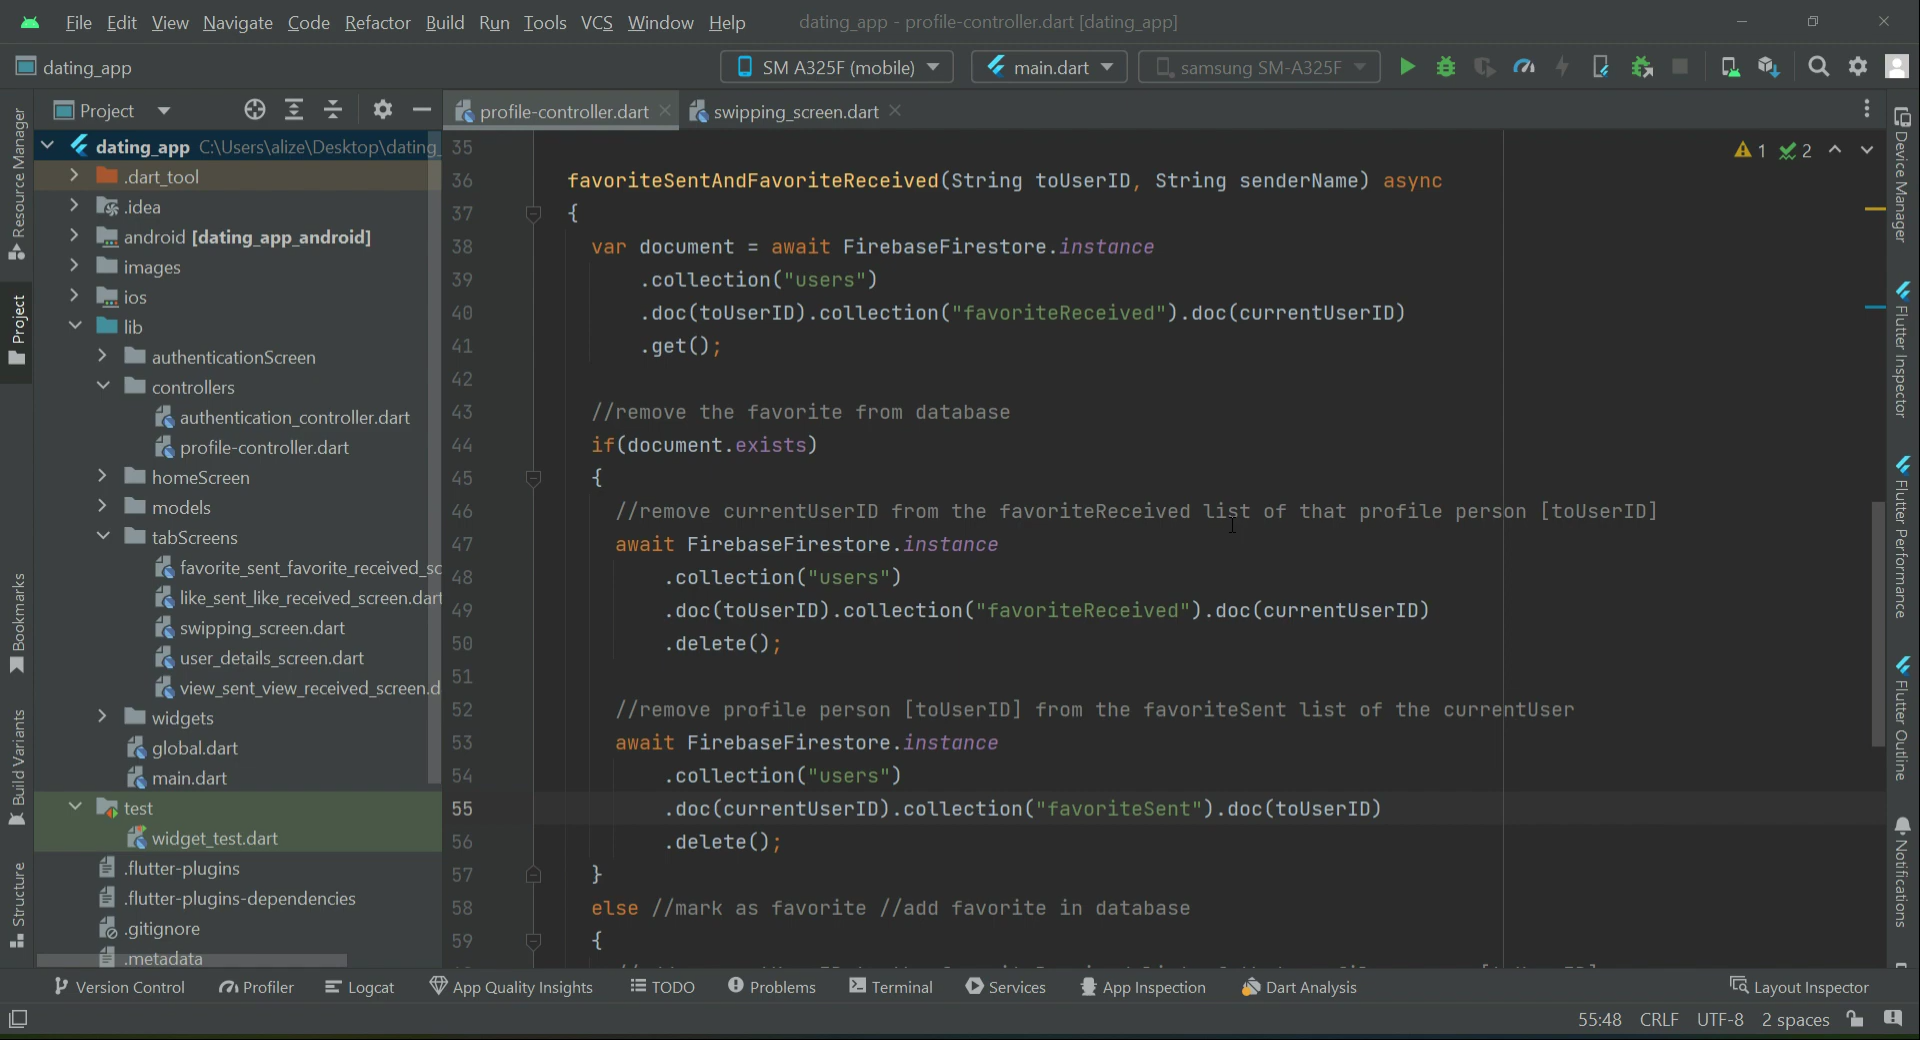 File Edit View Navigate Code Refactor Build Run Tools VCS Window Help dating_app - profile-controller.dart [dating_app]
dating_app SM A325F (mobile) main.dart samsung SM-A325F
Project profile-controller.dart swipping_screen.dart
dating_app C:\Users\alize\Desktop\dating_
.dart_tool
.idea
android [dating_app_android]
images
ios
lib
authenticationScreen
controllers
authentication_controller.dart
profile-controller.dart
homeScreen
models
tabScreens
favorite_sent_favorite_received_sc
like_sent_like_received_screen.dart
swipping_screen.dart
user_details_screen.dart
view_sent_view_received_screen.d
widgets
global.dart
main.dart
test
widget_test.dart
.flutter-plugins
.flutter-plugins-dependencies
.gitignore
.metadata
1 2
35
36 favoriteSentAndFavoriteReceived(String toUserID, String senderName) async
37 {
38 var document = await FirebaseFirestore.instance
39 .collection("users")
40 .doc(toUserID).collection("favoriteReceived").doc(currentUserID)
41 .get();
42
43 //remove the favorite from database
44 if(document.exists)
45 {
46 //remove currentUserID from the favoriteReceived list of that profile person [toUserID]
47 await FirebaseFirestore.instance
48 .collection("users")
49 .doc(toUserID).collection("favoriteReceived").doc(currentUserID)
50 .delete();
51
52 //remove profile person [toUserID] from the favoriteSent list of the currentUser
53 await FirebaseFirestore.instance
54 .collection("users")
55 .doc(currentUserID).collection("favoriteSent").doc(toUserID)
56 .delete();
57 }
58 else //mark as favorite //add favorite in database
59 {
Resource Manager
Project
Bookmarks
Build Variants
Structure
Device Manager
Flutter Inspector
Flutter Performance
Flutter Outline
Notifications
Version Control Profiler Logcat App Quality Insights TODO Problems Terminal Services App Inspection Dart Analysis Layout Inspector
55:48 CRLF UTF-8 2 spaces